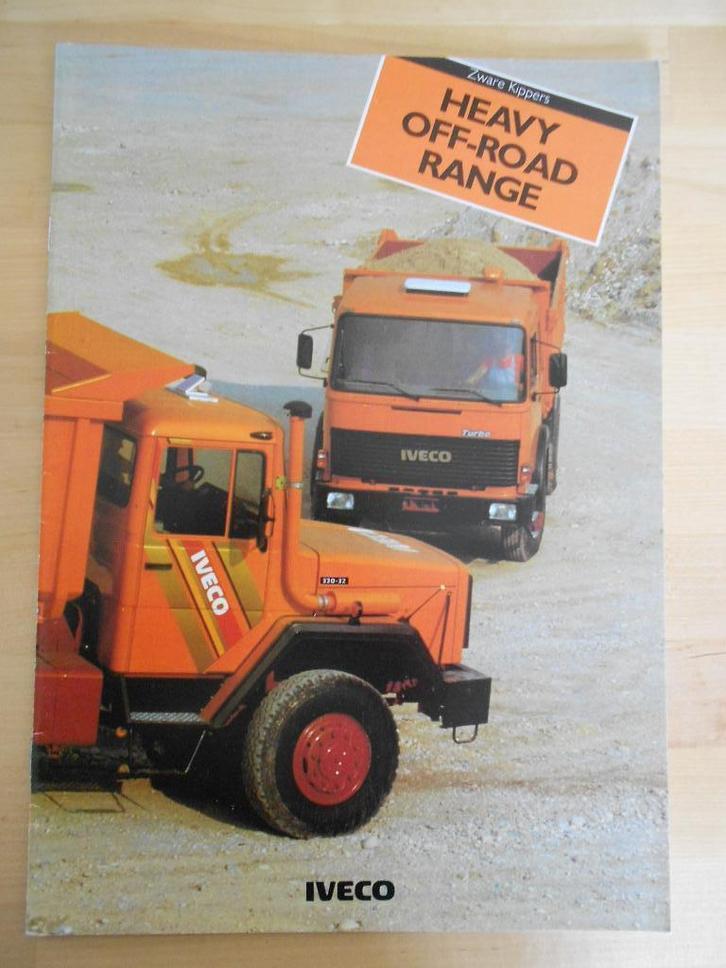 Zware Kippers
HEAVY
OFF-ROAD
RANGE
Turbo
IVECO
IVECO
330-32
IVECO